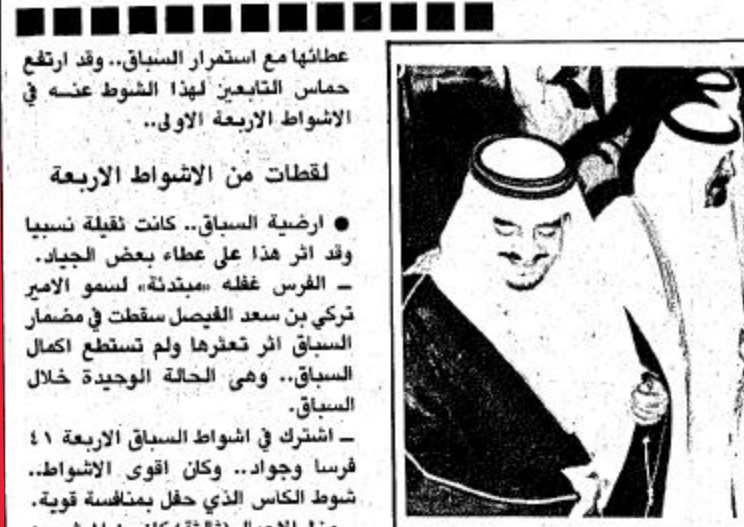 عطائها مع استمرار السباق.. وقد ارتفع
حماس التابعين لهذا الشوط عنه في
الاشواط الاربعة الاولى..
لقطات من الاشواط الاربعة
● ارضية السباق.. كانت ثقيلة نسبيا
وقد اثر هذا على عطاء بعض الجياد.
ـ الفرس غفله «مبتدئة» لسمو الامير
تركي بن سعد الفيصل سقطت في مضمار
السباق اثر تعثرها ولم تستطع اكمال
السباق.. وهى الحالة الوحيدة خلال
السباق.
ـ اشترك في اشواط السباق الاربعة ٤١
فرسا وجواد.. وكان اقوى الاشواط..
شوط الكاس الذي حفل بمنافسة قوية.